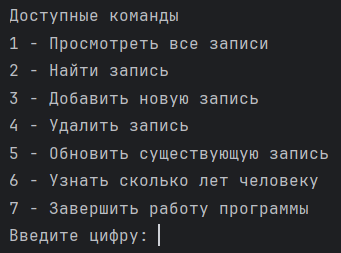 Доступные команды
1 - Просмотреть все записи
2 - Найти запись
3 - Добавить новую запись
4 - Удалить запись
5 - Обновить существующую запись
6 - Узнать сколько лет человеку
7 - Завершить работу программы
Введите цифру: